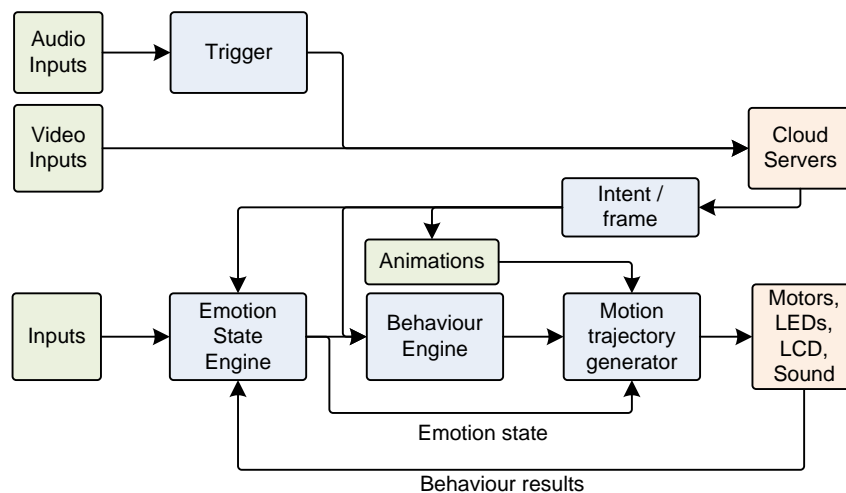 Audio
Inputs
Trigger
Video
Inputs
Cloud
Servers
Intent /
frame
Animations
Inputs
Emotion
State
Engine
Behaviour
Engine
Motion
trajectory
generator
Motors,
LEDs,
LCD,
Sound
Emotion state
Behaviour results